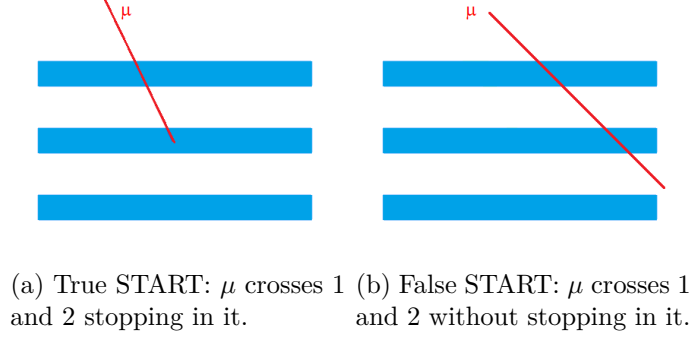 μ
μ
(a) True START: μ crosses 1
and 2 stopping in it.
(b) False START: μ crosses 1
and 2 without stopping in it.